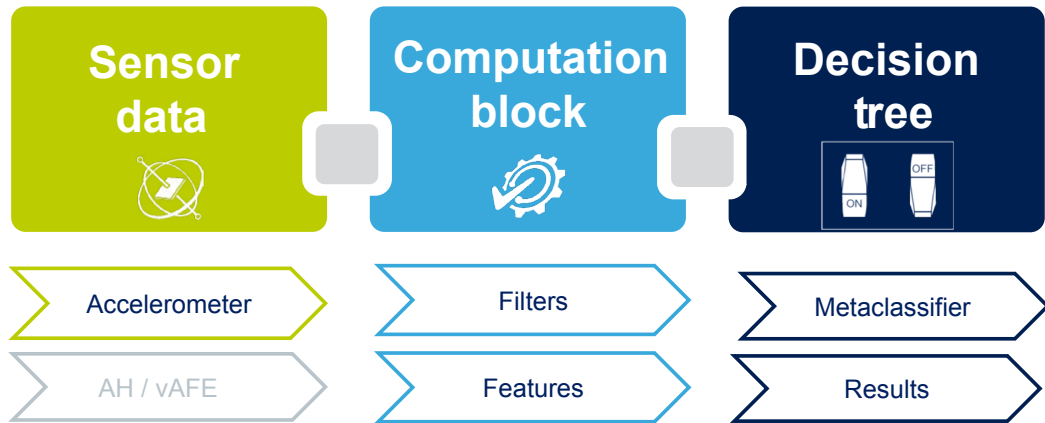 Sensor
data
Computation
block
Decision
tree
ON
OFF
Accelerometer
Filters
Metaclassifier
AH / vAFE
Features
Results